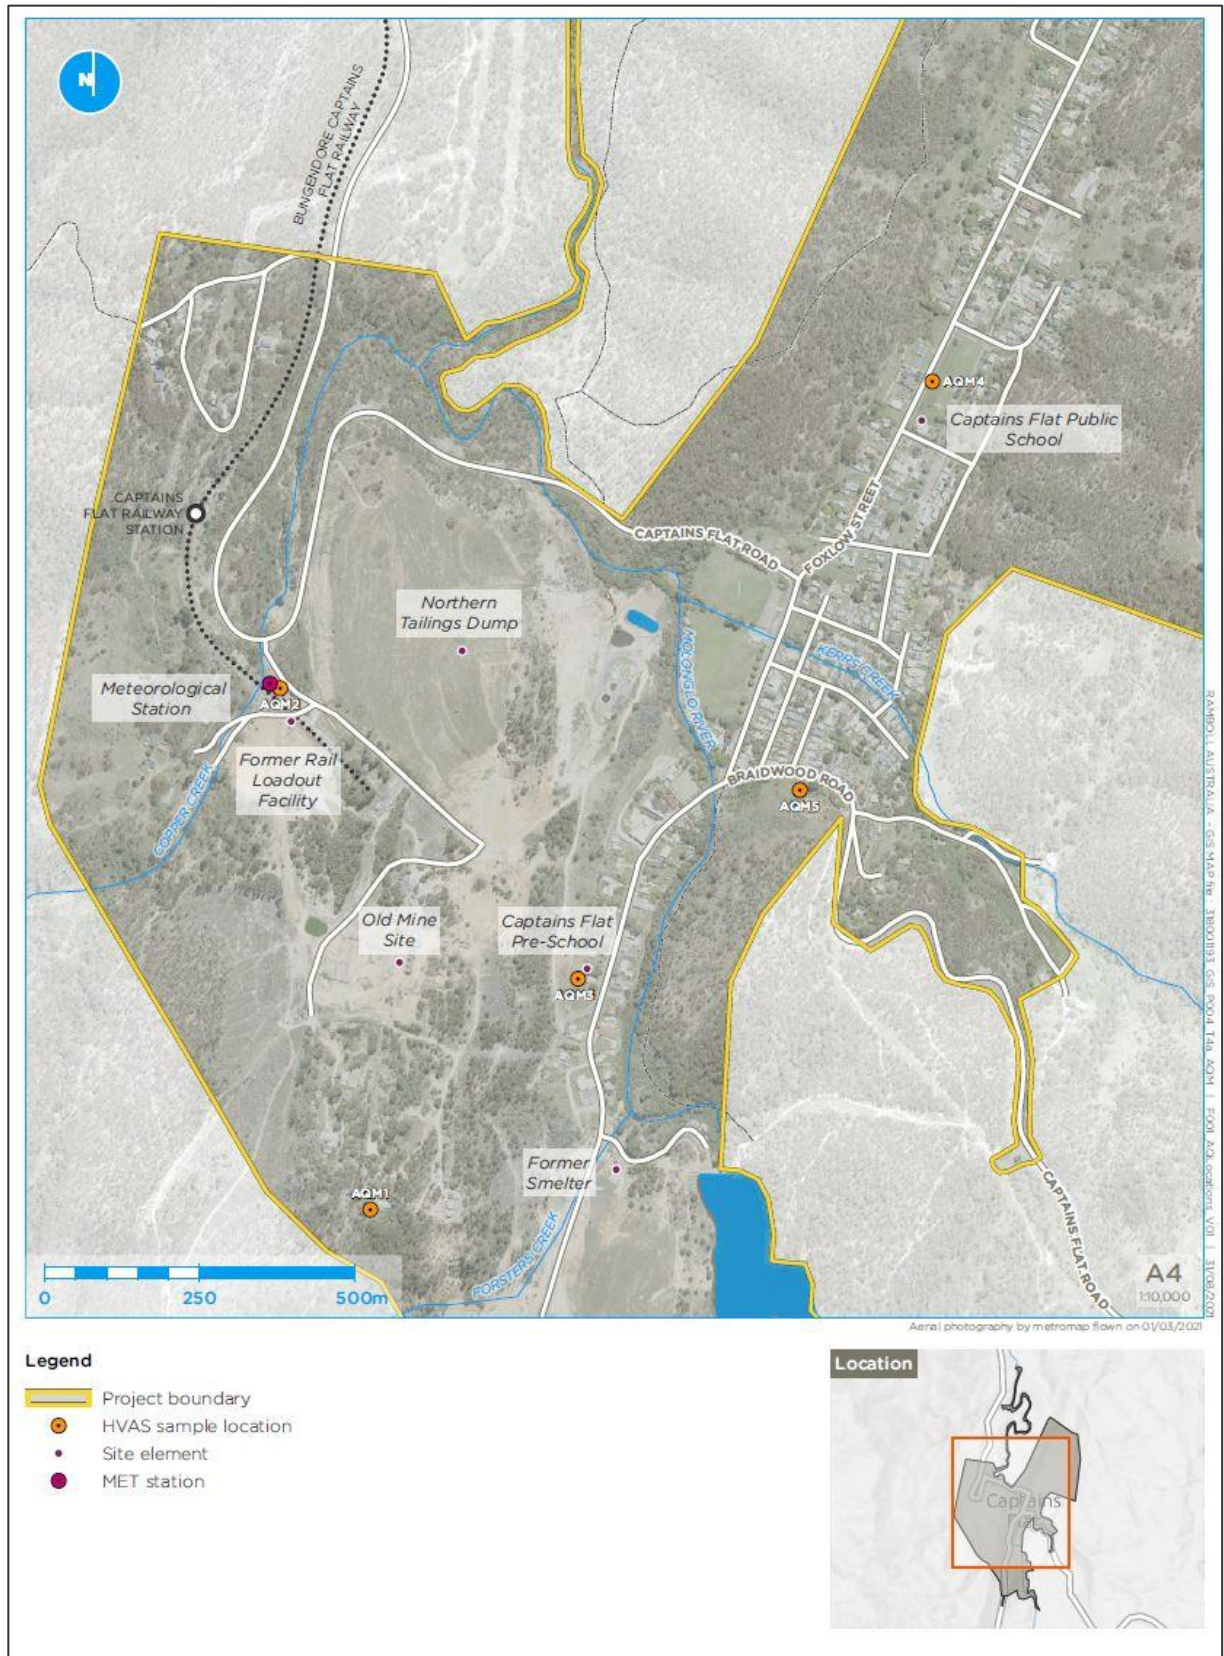 N
BUNGENDORE CAPTAINS
FLAT RAILWAY
AQM4
Captains Flat Public
School
CAPTAINS
FLAT RAILWAY
STATION
FOXLOW STREET
CAPTAINS FLAT ROAD
Northern
Tailings Dump
MOLONGLO RIVER
KERRS CREEK
Meteorological
Station
AQM2
Former Rail
Loadout
Facility
COPPER CREEK
BRAIDWOOD ROAD
AQM5
Old Mine
Site
Captains Flat
Pre-School
AQM3
Former
Smelter
AQM1
FORSTERS CREEK
CAPTAINS FLAT ROAD
0 250 500m
A4
1:10,000
Aerial photography by metromap flown on 01/03/2021
Legend
Project boundary
HVAS sample location
Site element
MET station
Location
Captains